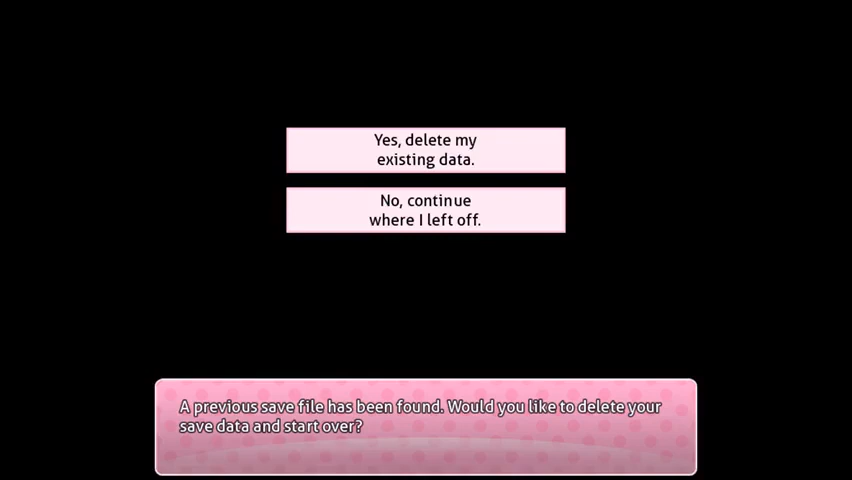 Yes, delete my
existing data.
No, continue
where I left off.
A previous save file has been found. Would you like to delete your
save data and start over?